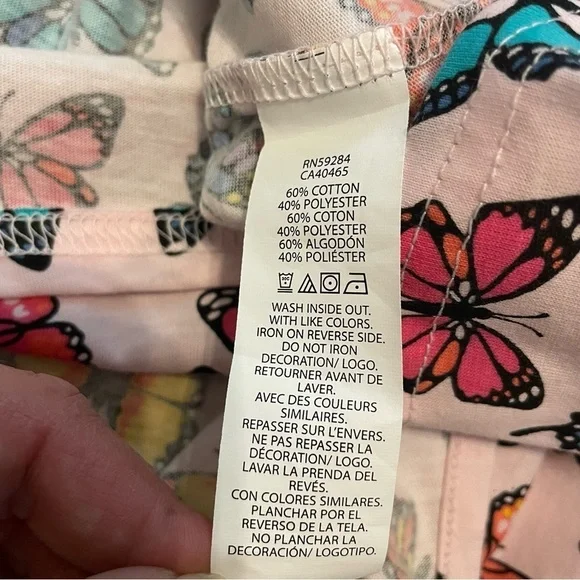 RN59284
CA40465
60% COTTON
40% POLYESTER
60% COTON
40% POLYESTER
60% ALGODÓN
40% POLIÉSTER
WASH INSIDE OUT.
WITH LIKE COLORS.
IRON ON REVERSE SIDE.
DO NOT IRON
DECORATION/ LOGO.
RETOURNER AVANT DE
LAVER.
AVEC DES COULEURS
SIMILAIRES.
REPASSER SUR L'ENVERS.
NE PAS REPASSER LA
DÉCORATION/ LOGO.
LAVAR LA PRENDA DEL
REVÉS.
CON COLORES SIMILARES.
PLANCHAR POR EL
REVERSO DE LA TELA.
NO PLANCHAR LA
DECORACIÓN/ LOGOTIPO.